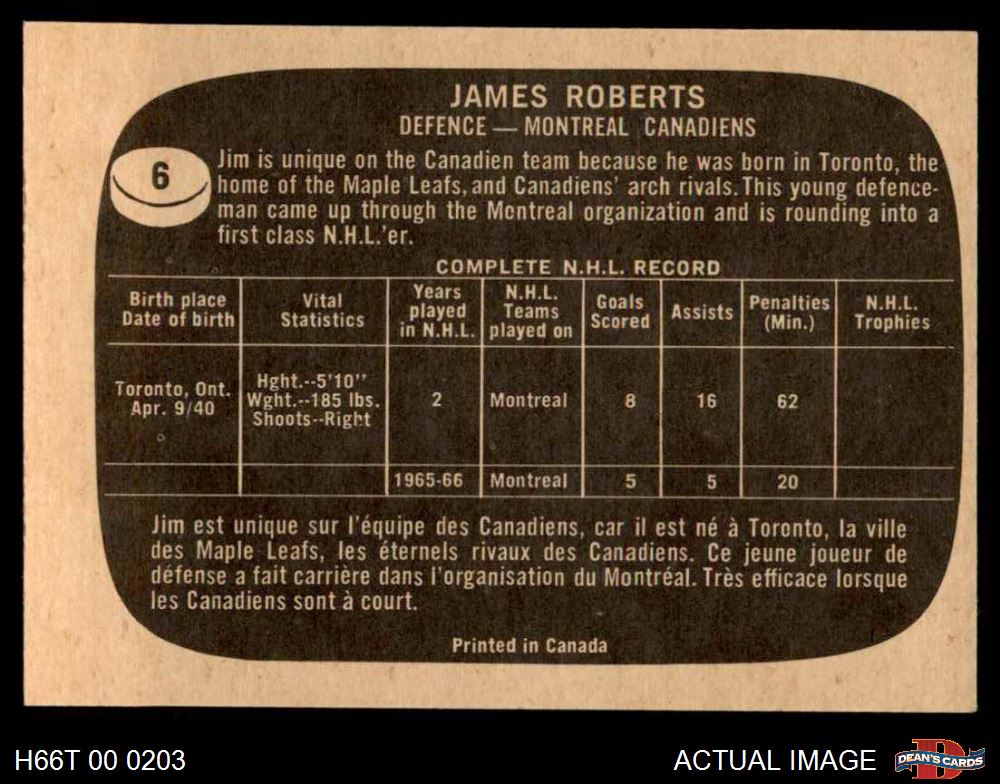 JAMES ROBERTS
DEFENCE — MONTREAL CANADIENS
6
Jim is unique on the Canadien team because he was born in Toronto, the
home of the Maple Leafs, and Canadiens' arch rivals. This young defence-
man came up through the Montreal organization and is rounding into a
first class N.H.L.'er.
COMPLETE N.H.L. RECORD
Birth place
Date of birth
Vital
Statistics
Years
played
in N.H.L.
N.H.L.
Teams
played on
Goals
Scored
Assists
Penalties
(Min.)
N.H.L.
Trophies
Toronto, Ont.
Apr. 9/40
Hght.--5'10"
Wght.--185 lbs.
Shoots--Right
2 Montreal 8 16 62
1965-66 Montreal 5 5 20
Jim est unique sur l'équipe des Canadiens, car il est né à Toronto, la ville
des Maple Leafs, les éternels rivaux des Canadiens. Ce jeune joueur de
défense a fait carrière dans l'organisation du Montréal. Très efficace lorsque
les Canadiens sont à court.
Printed in Canada
H66T 00 0203
ACTUAL IMAGE
DEAN'S CARDS